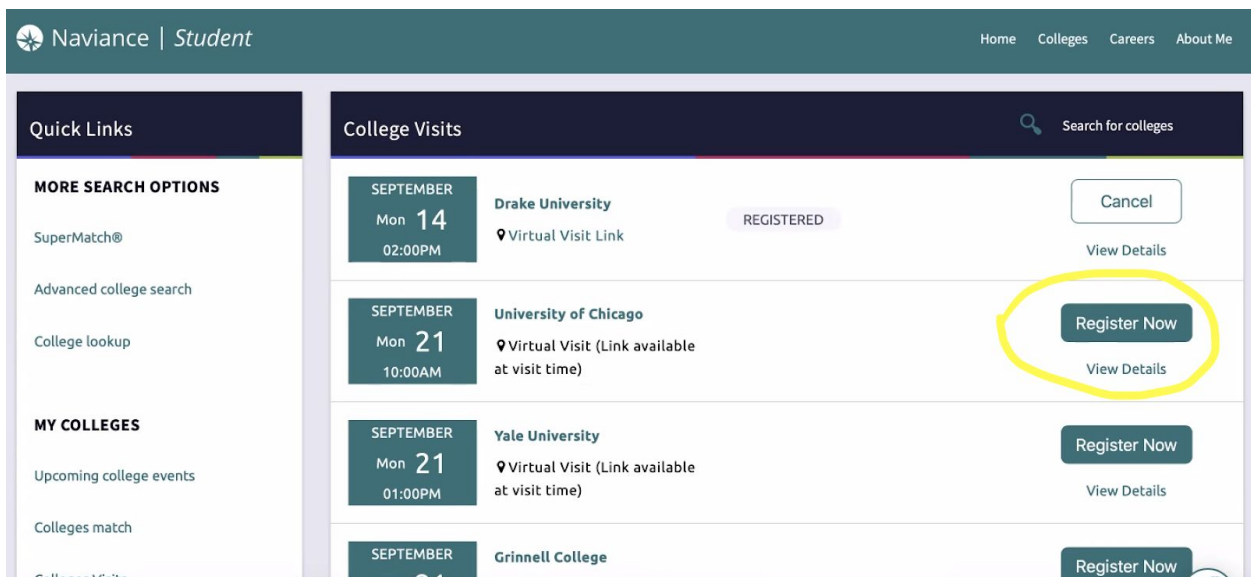 Naviance | Student
Home Colleges Careers About Me
Quick Links
MORE SEARCH OPTIONS
SuperMatch®
Advanced college search
College lookup
MY COLLEGES
Upcoming college events
Colleges match
College Visits
Search for colleges
SEPTEMBER
Mon 14
02:00PM
Drake University
Virtual Visit Link
REGISTERED
Cancel
View Details
SEPTEMBER
Mon 21
10:00AM
University of Chicago
Virtual Visit (Link available
at visit time)
Register Now
View Details
SEPTEMBER
Mon 21
01:00PM
Yale University
Virtual Visit (Link available
at visit time)
Register Now
View Details
SEPTEMBER
Grinnell College
Register Now